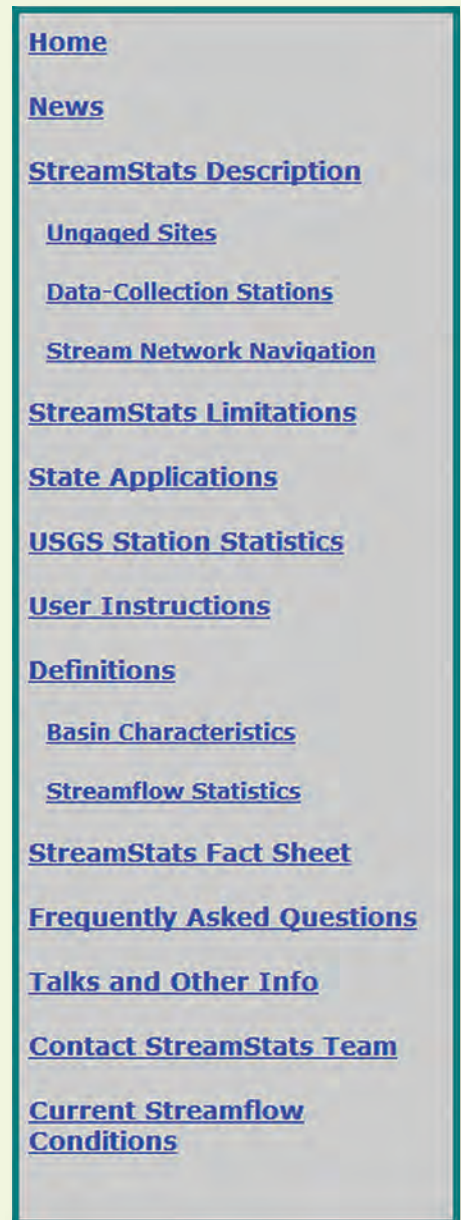 Home
News
StreamStats Description
Ungaged Sites
Data-Collection Stations
Stream Network Navigation
StreamStats Limitations
State Applications
USGS Station Statistics
User Instructions
Definitions
Basin Characteristics
Streamflow Statistics
StreamStats Fact Sheet
Frequently Asked Questions
Talks and Other Info
Contact StreamStats Team
Current Streamflow
Conditions